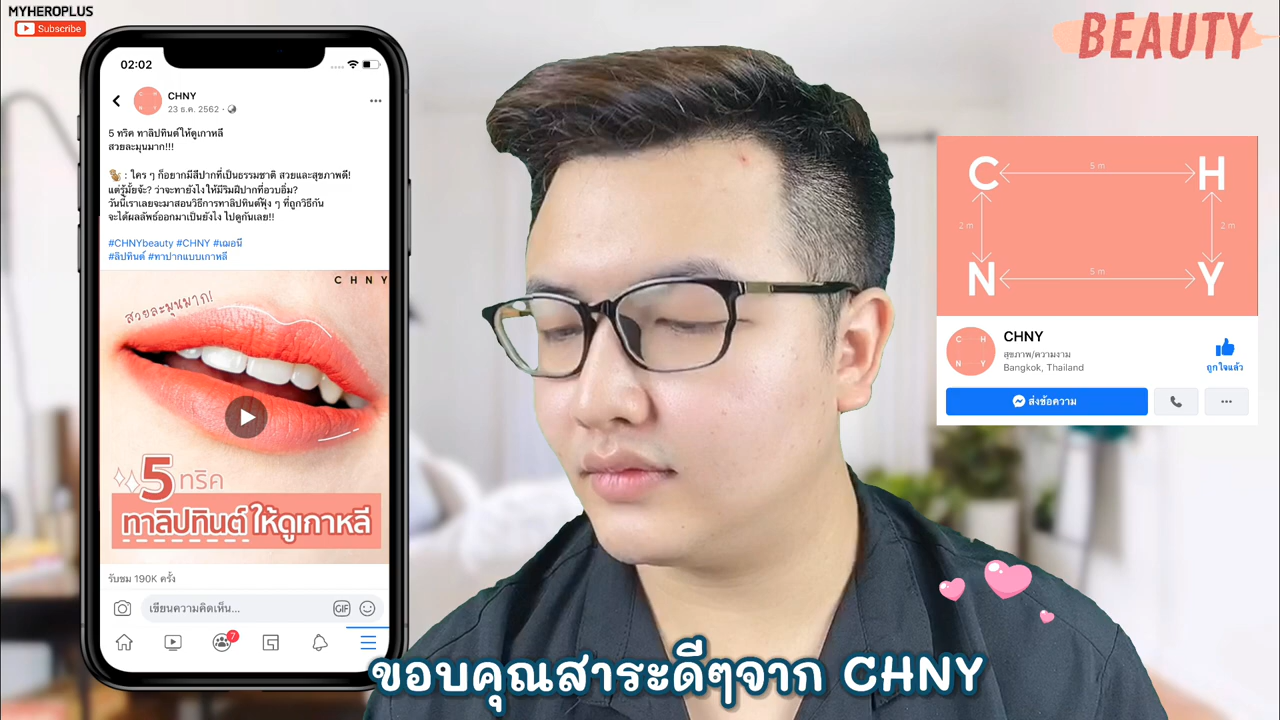 MYHEROPLUS
Subscribe
BEAUTY
02:02
CHNY
23 ธ.ค. 2562
5 ทริค ทาลิปทินต์ให้ดูเกาหลี
สวยละมุนมาก!!!
: ใคร ๆ ก็อยากมีสีปากที่เป็นธรรมชาติ สวยและสุขภาพดี!
แต่รู้มั้ยจ้ะ? ว่าจะทายังไงให้มีริมฝีปากที่อวบอิ่ม?
วันนี้เราเลยจะมาสอนวิธีการทาลิปทินต์ฟุ้ง ๆ ที่ถูกวิธีกัน
จะได้ผลลัพธ์ออกมาเป็นยังไง ไปดูกันเลย!!
#CHNYbeauty #CHNY #เฌอนี
#ลิปทินต์ #ทาปากแบบเกาหลี
CHNY
สวยละมุนมาก!
5 ทริค
ทาลิปทินต์ ให้ดูเกาหลี
รับชม 190K ครั้ง
เขียนความคิดเห็น...
GIF
7
C 5 m H
2 m 2 m
N 5 m Y
C H
N Y
CHNY
สุขภาพ/ความงาม
Bangkok, Thailand
ถูกใจแล้ว
ส่งข้อความ
ขอบคุณสาระดีๆจาก CHNY